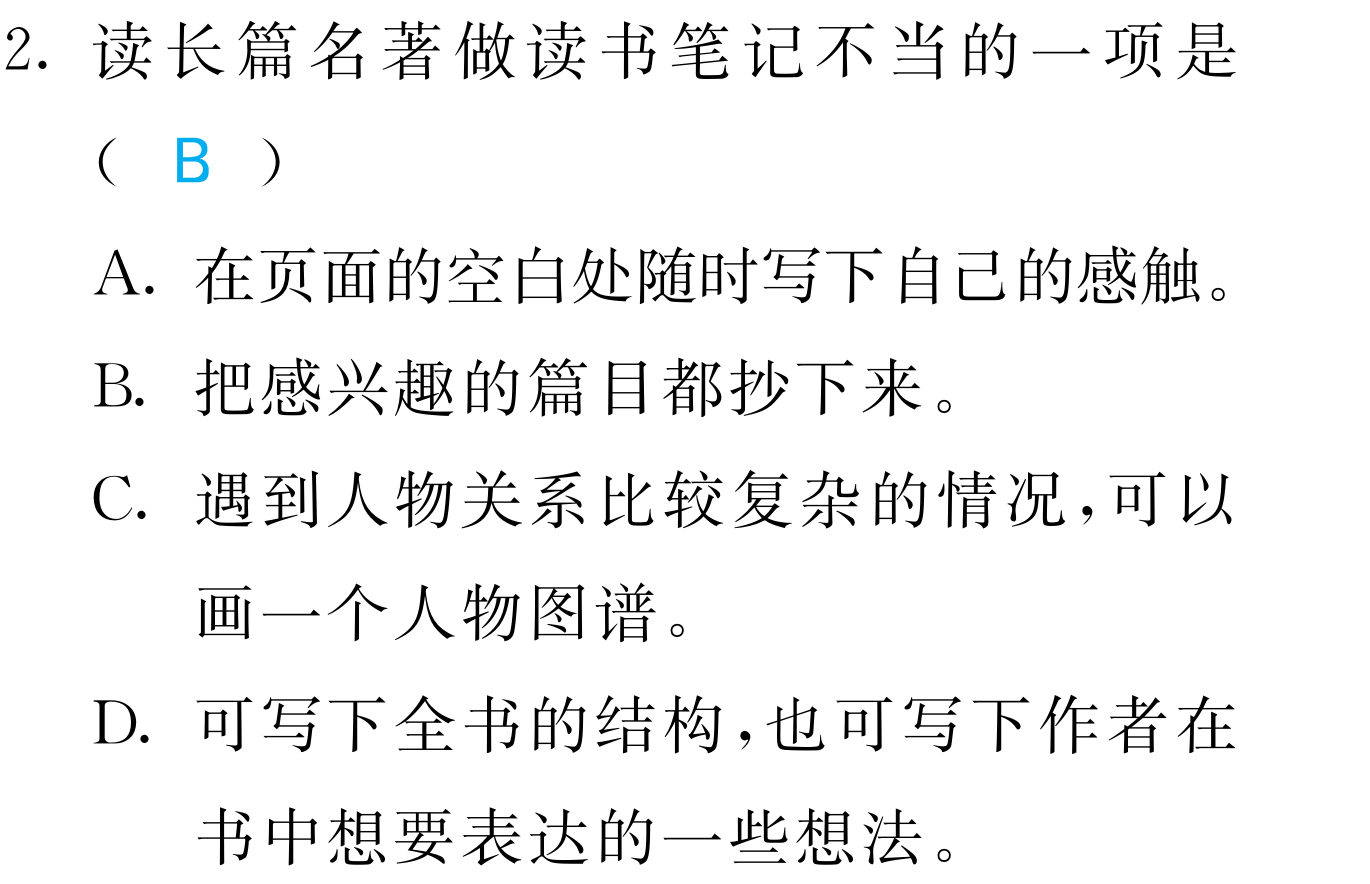 2. 读长篇名著做读书笔记不当的一项是
（ B ）
A. 在页面的空白处随时写下自己的感触。
B. 把感兴趣的篇目都抄下来。
C. 遇到人物关系比较复杂的情况，可以
画一个人物图谱。
D. 可写下全书的结构，也可写下作者在
书中想要表达的一些想法。